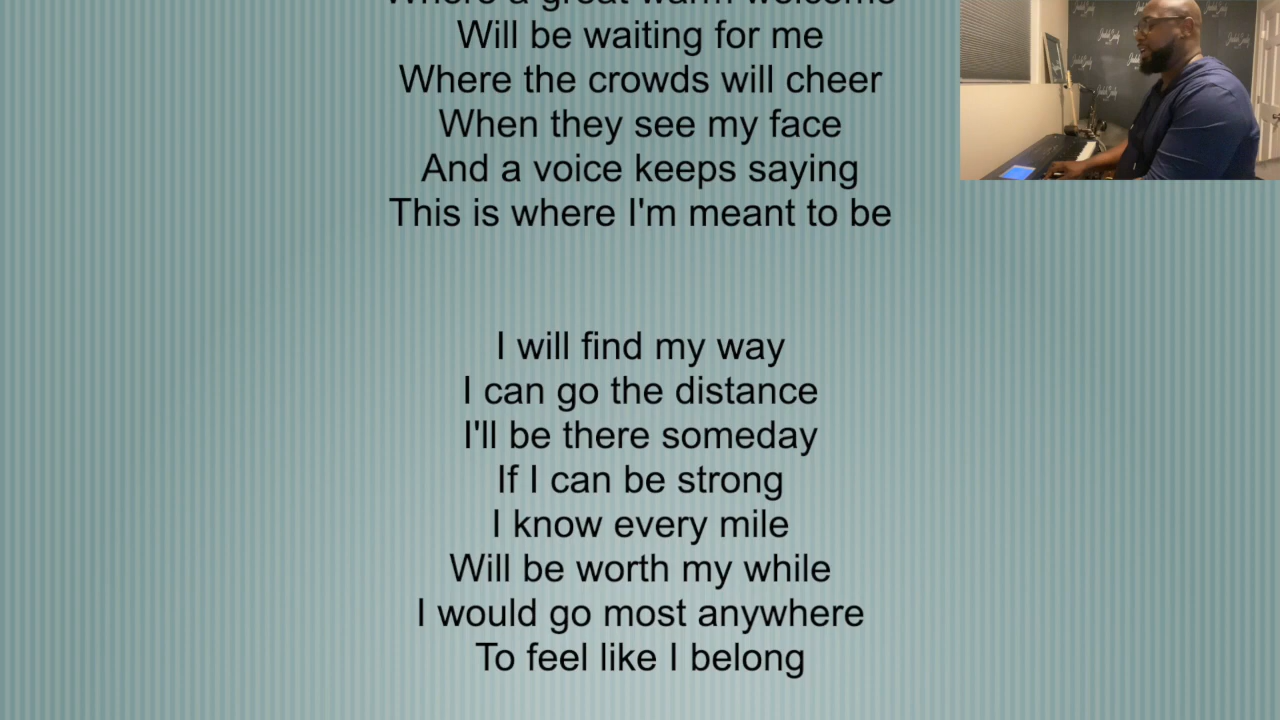 Where a great warm welcome
Will be waiting for me
Where the crowds will cheer
When they see my face
And a voice keeps saying
This is where I'm meant to be
I will find my way
I can go the distance
I'll be there someday
If I can be strong
I know every mile
Will be worth my while
I would go most anywhere
To feel like I belong